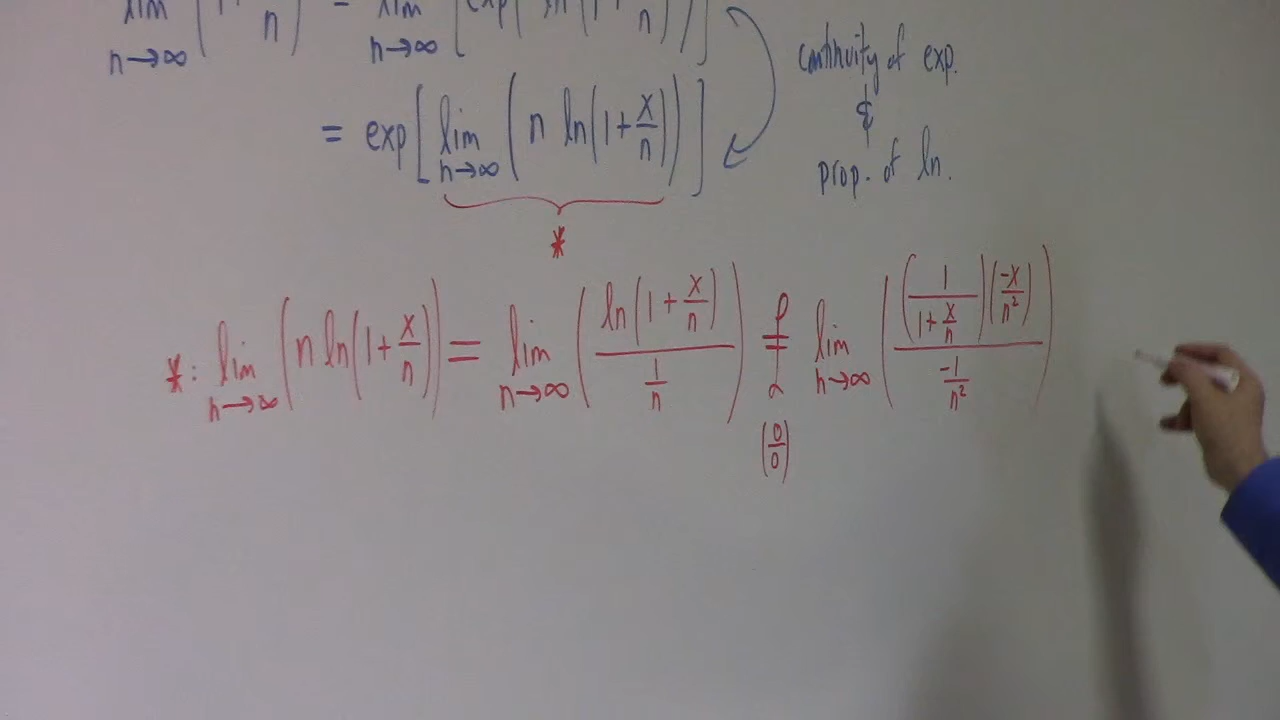 lim n→∞ ( n ) = lim n→∞ [exp( ln(1+ n ))]
continuity of exp.
&
prop. of ln.
= exp[ lim n→∞ ( n ln(1+x/n) ) ]
*
*: lim n→∞ ( n ln(1+x/n) ) = lim n→∞ ( ln(1+x/n) / (1/n) ) = lim n→∞ ( (1/(1+x/n)) (-x/n²) / (-1/n²) )
(0/0)